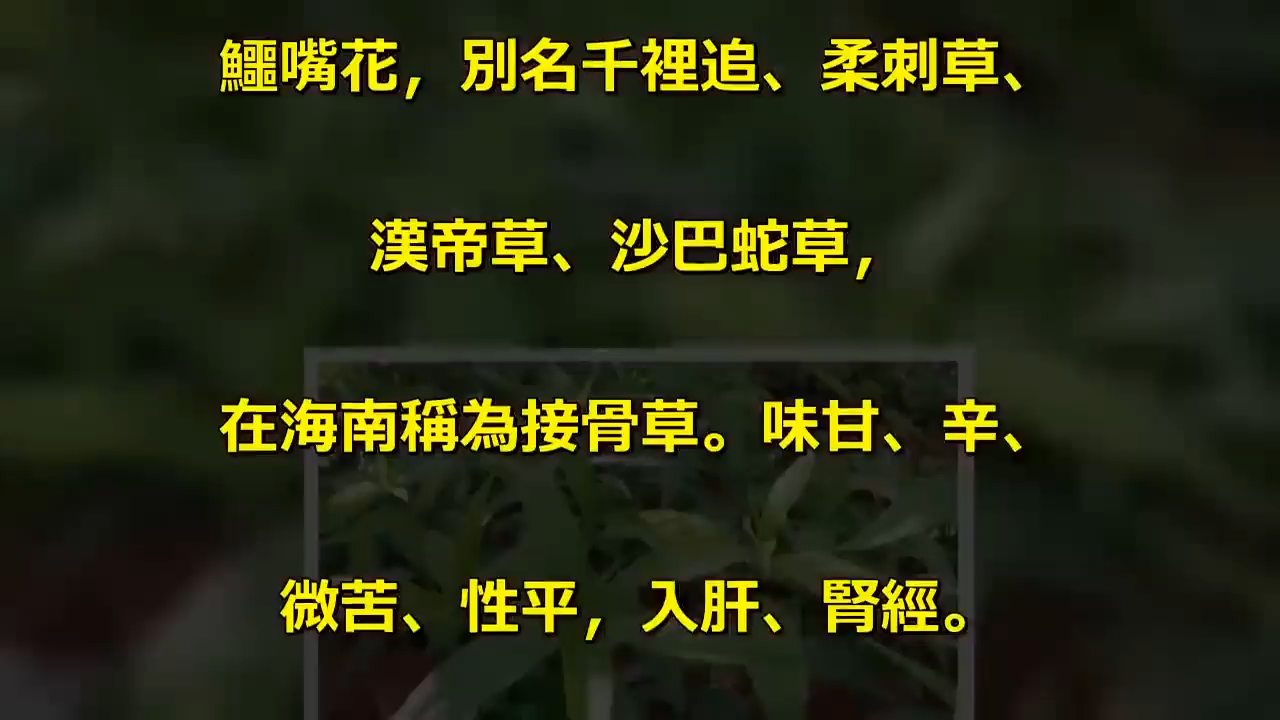 鱷嘴花，別名千裡追、柔刺草、
漢帝草、沙巴蛇草，
在海南稱為接骨草。味甘、辛、
微苦、性平，入肝、腎經。